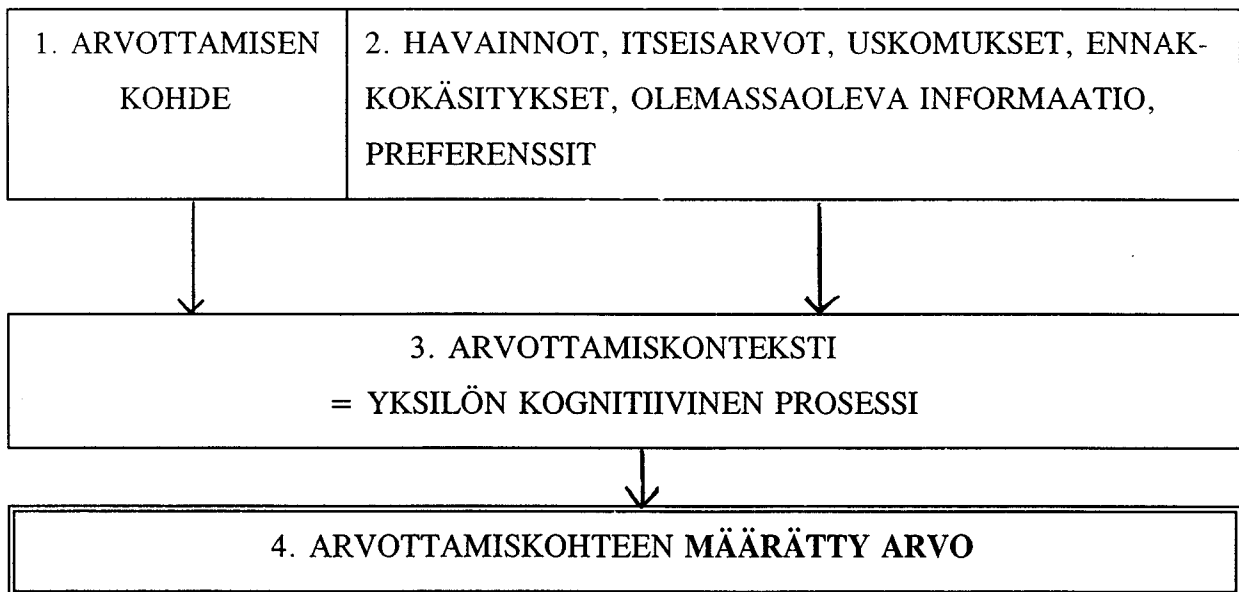 1. ARVOTTAMISEN
KOHDE
2. HAVAINNOT, ITSEISARVOT, USKOMUKSET, ENNAK-
KOKÄSITYKSET, OLEMASSAOLEVA INFORMAATIO,
PREFERENSSIT
3. ARVOTTAMISKONTEKSTI
= YKSILÖN KOGNITIIVINEN PROSESSI
4. ARVOTTAMISKOHTEEN MÄÄRÄTTY ARVO